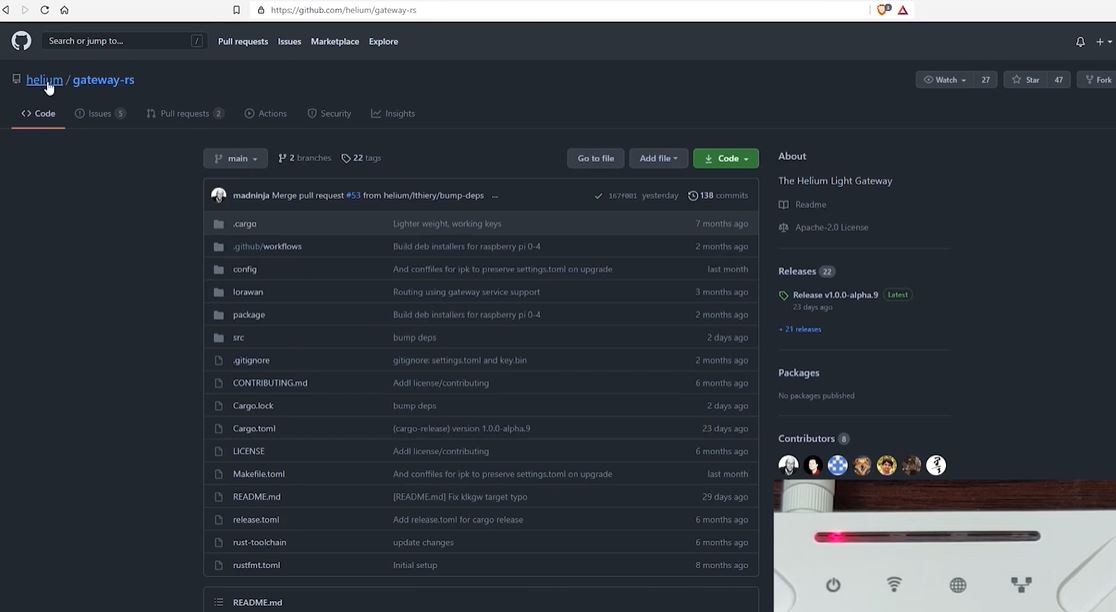 https://github.com/helium/gateway-rs
Search or jump to... / Pull requests Issues Marketplace Explore
helium / gateway-rs Watch 27 Star 47 Fork
Code Issues 5 Pull requests 2 Actions Security Insights
main 2 branches 22 tags Go to file Add file Code
madninja Merge pull request #53 from helium/lthiery/bump-deps ... 167f001 yesterday 138 commits
.cargo Lighter weight, working keys 7 months ago
.github/workflows Build deb installers for raspberry pi 0-4 2 months ago
config And conffiles for ipk to preserve settings.toml on upgrade last month
lorawan Routing using gateway service support 3 months ago
package Build deb installers for raspberry pi 0-4 2 months ago
src bump deps 2 days ago
.gitignore gitignore: settings.toml and key.bin 2 months ago
CONTRIBUTING.md Addl license/contributing 6 months ago
Cargo.lock bump deps 2 days ago
Cargo.toml (cargo-release) version 1.0.0-alpha.9 23 days ago
LICENSE Addl license/contributing 6 months ago
Makefile.toml And conffiles for ipk to preserve settings.toml on upgrade last month
README.md [README.md] Fix klkgw target typo 29 days ago
release.toml Add release.toml for cargo release 6 months ago
rust-toolchain update changes 6 months ago
rustfmt.toml Initial setup 8 months ago
README.md
About
The Helium Light Gateway
Readme
Apache-2.0 License
Releases 22
Release v1.0.0-alpha.9 Latest
23 days ago
+ 21 releases
Packages
No packages published
Contributors 8